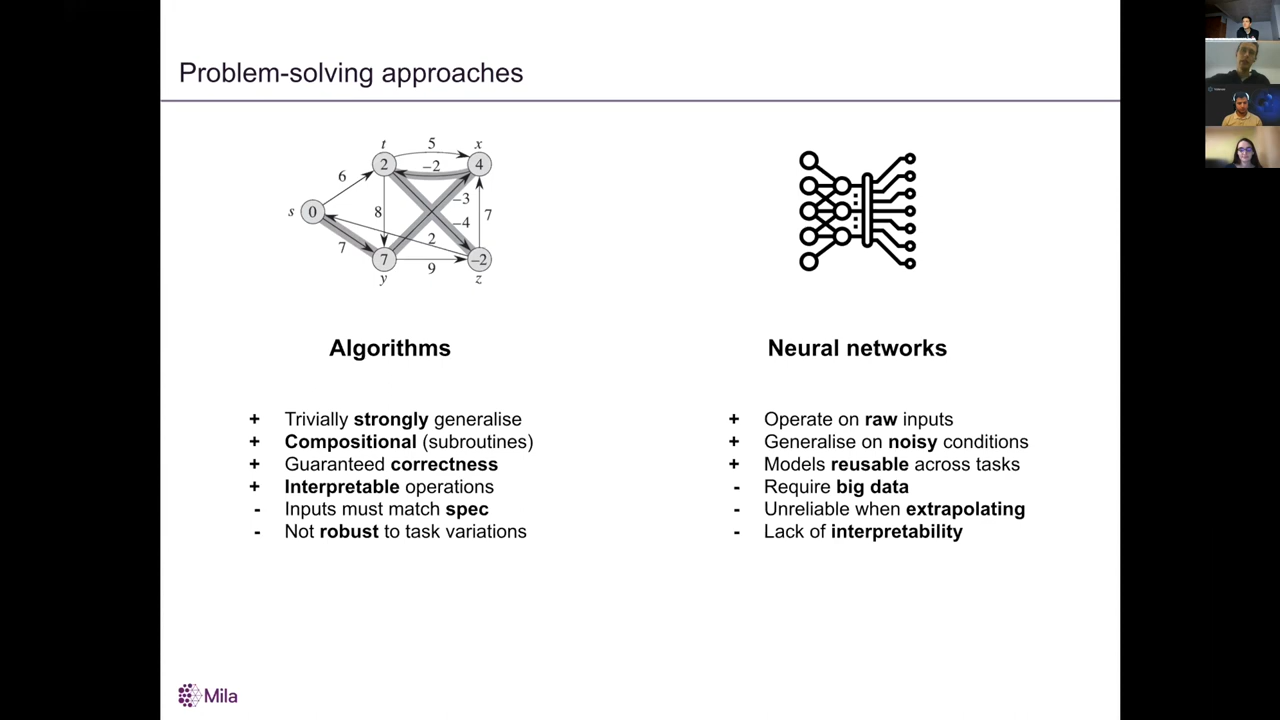 Problem-solving approaches
t 5 x
2 −2 4
6
−3
s 0 8 −4 7
2
7
7 9 −2
y z
Algorithms
+ Trivially strongly generalise
+ Compositional (subroutines)
+ Guaranteed correctness
+ Interpretable operations
- Inputs must match spec
- Not robust to task variations
Neural networks
+ Operate on raw inputs
+ Generalise on noisy conditions
+ Models reusable across tasks
- Require big data
- Unreliable when extrapolating
- Lack of interpretability
Mila